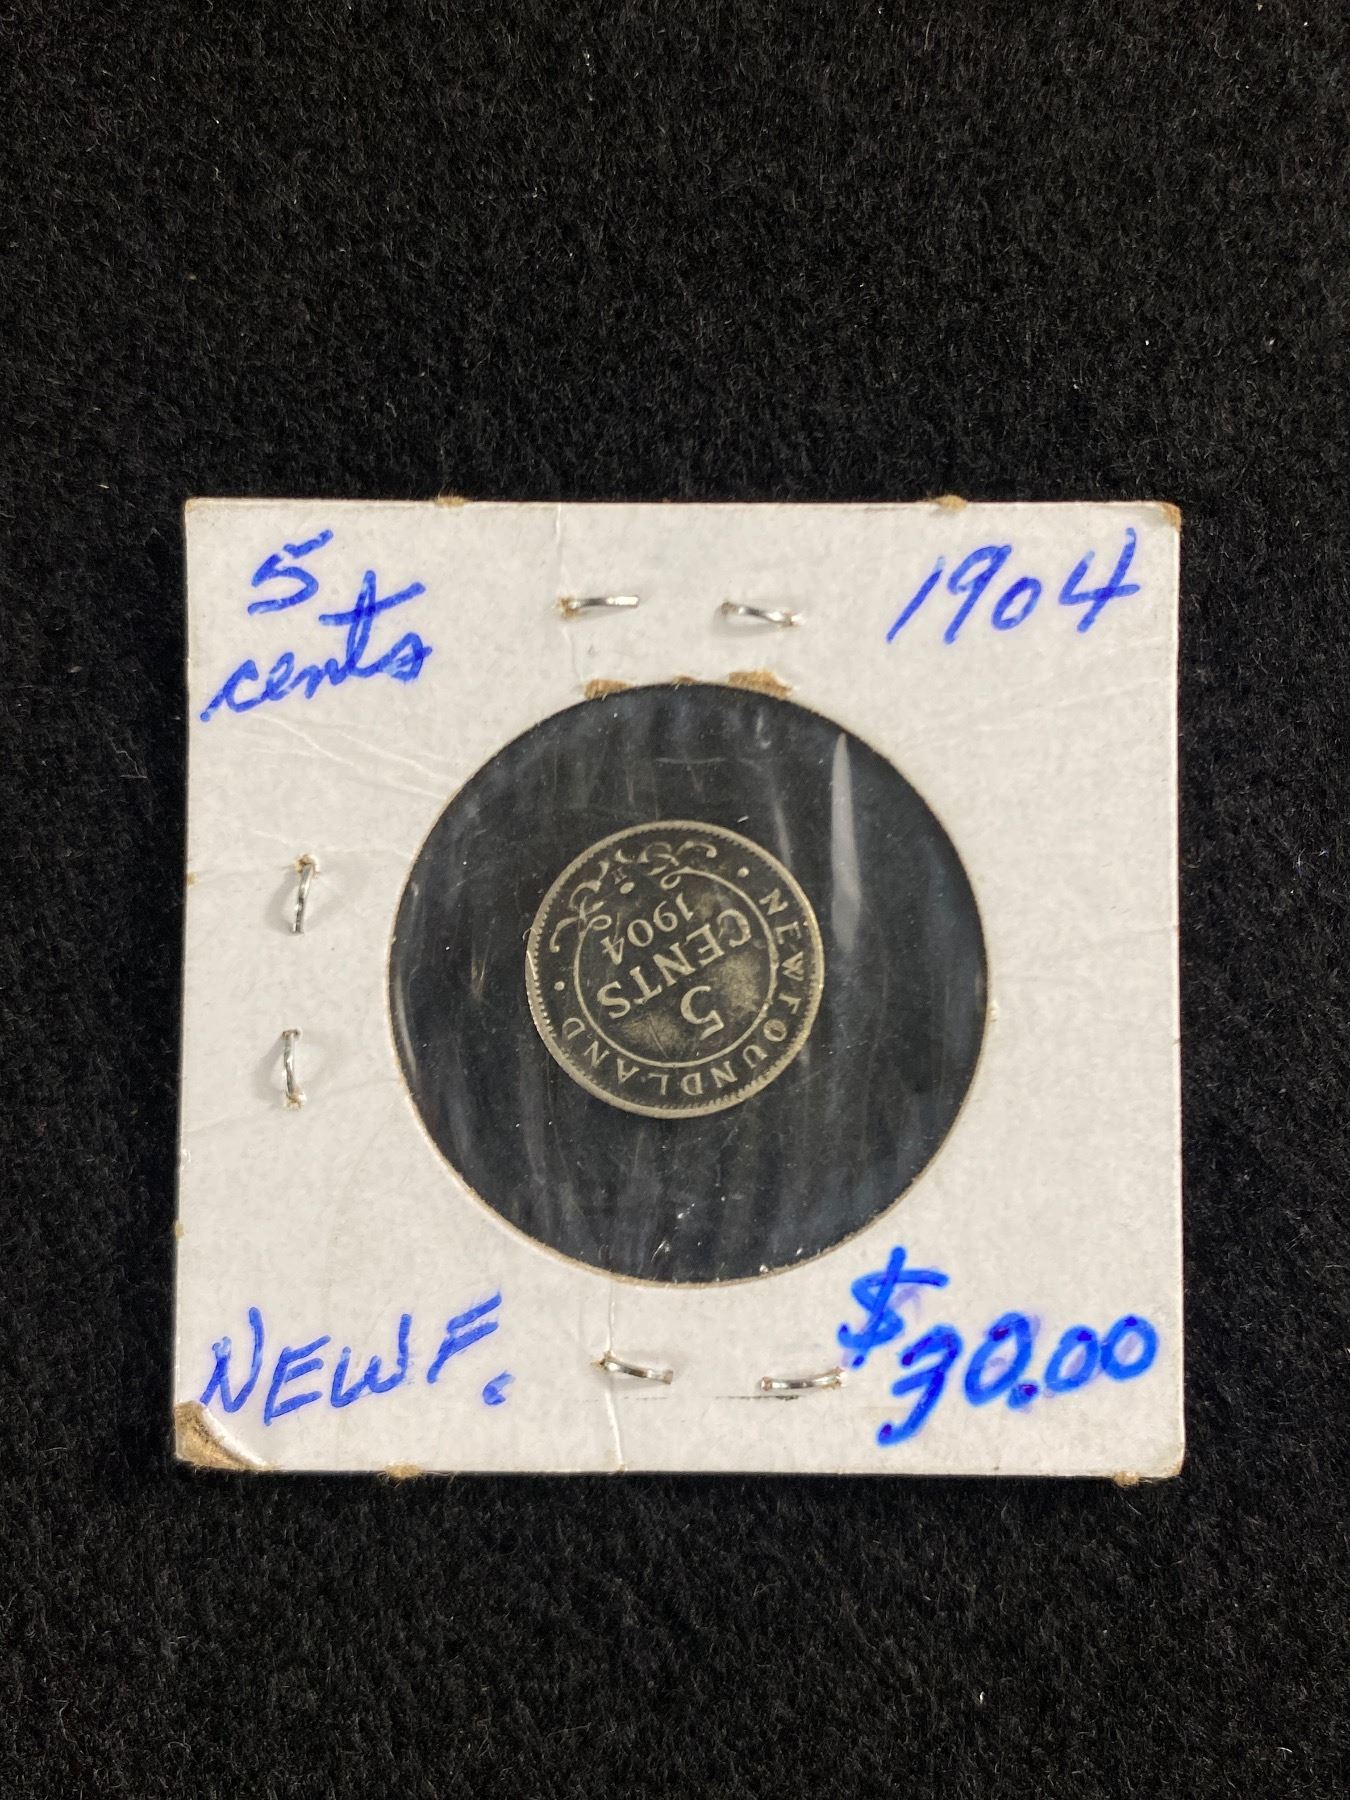 5
cents
1904
NEWFOUNDLAND
5
CENTS
1904
H
NEWF.
$30.00